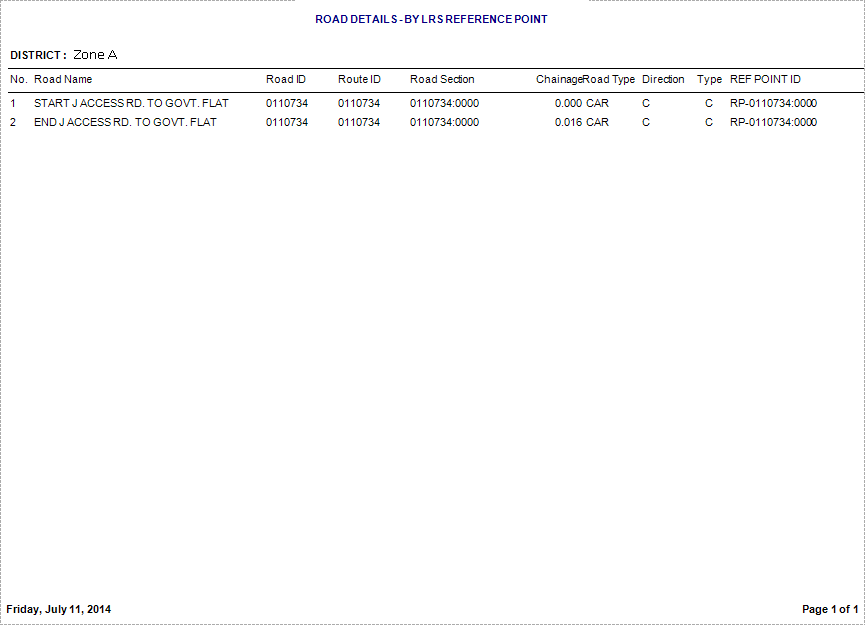 ROAD DETAILS - BY LRS REFERENCE POINT
DISTRICT : Zone A
No. Road Name Road ID Route ID Road Section Chainage Road Type Direction Type REF POINT ID
1 START J ACCESS RD. TO GOVT. FLAT 0110734 0110734 0110734:0000 0.000 CAR C C RP-0110734:0000
2 END J ACCESS RD. TO GOVT. FLAT 0110734 0110734 0110734:0000 0.016 CAR C C RP-0110734:0000
Friday, July 11, 2014 Page 1 of 1